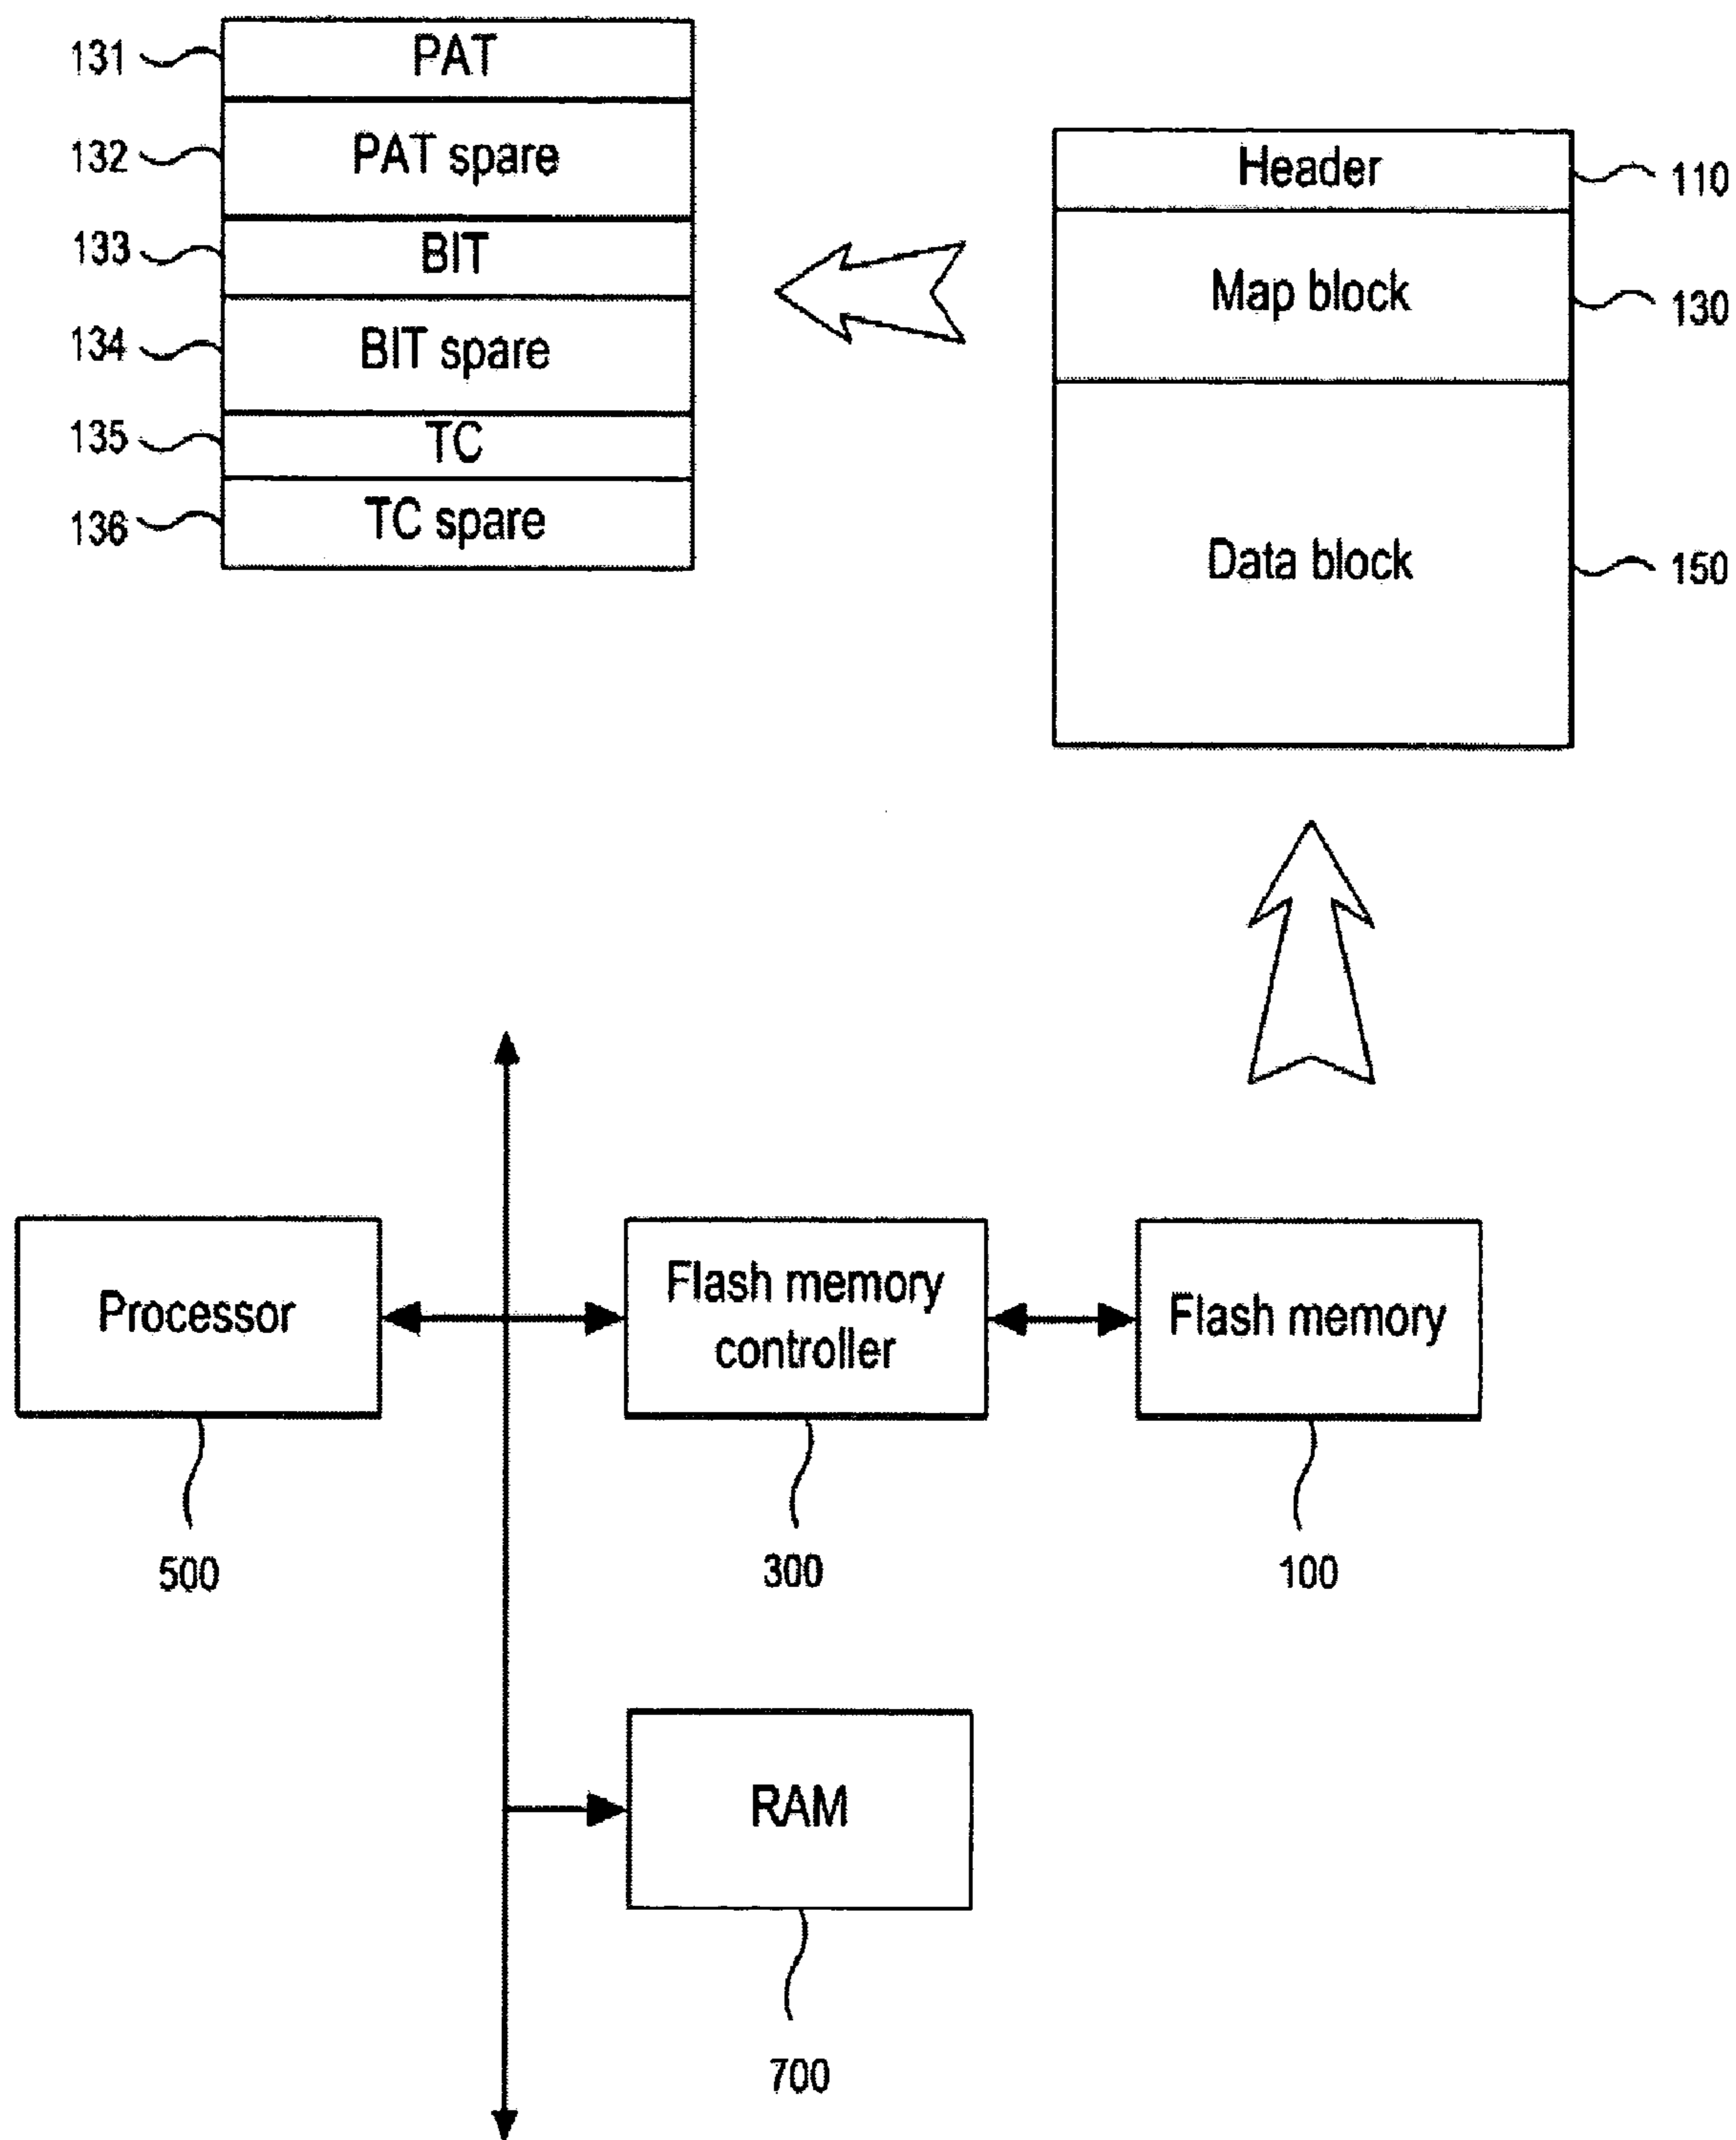 131 PAT
132 PAT spare
133 BIT
134 BIT spare
135 TC
136 TC spare
Header 110
Map block 130
Data block 150
Processor
500
Flash memory
controller
300
Flash memory
100
RAM
700